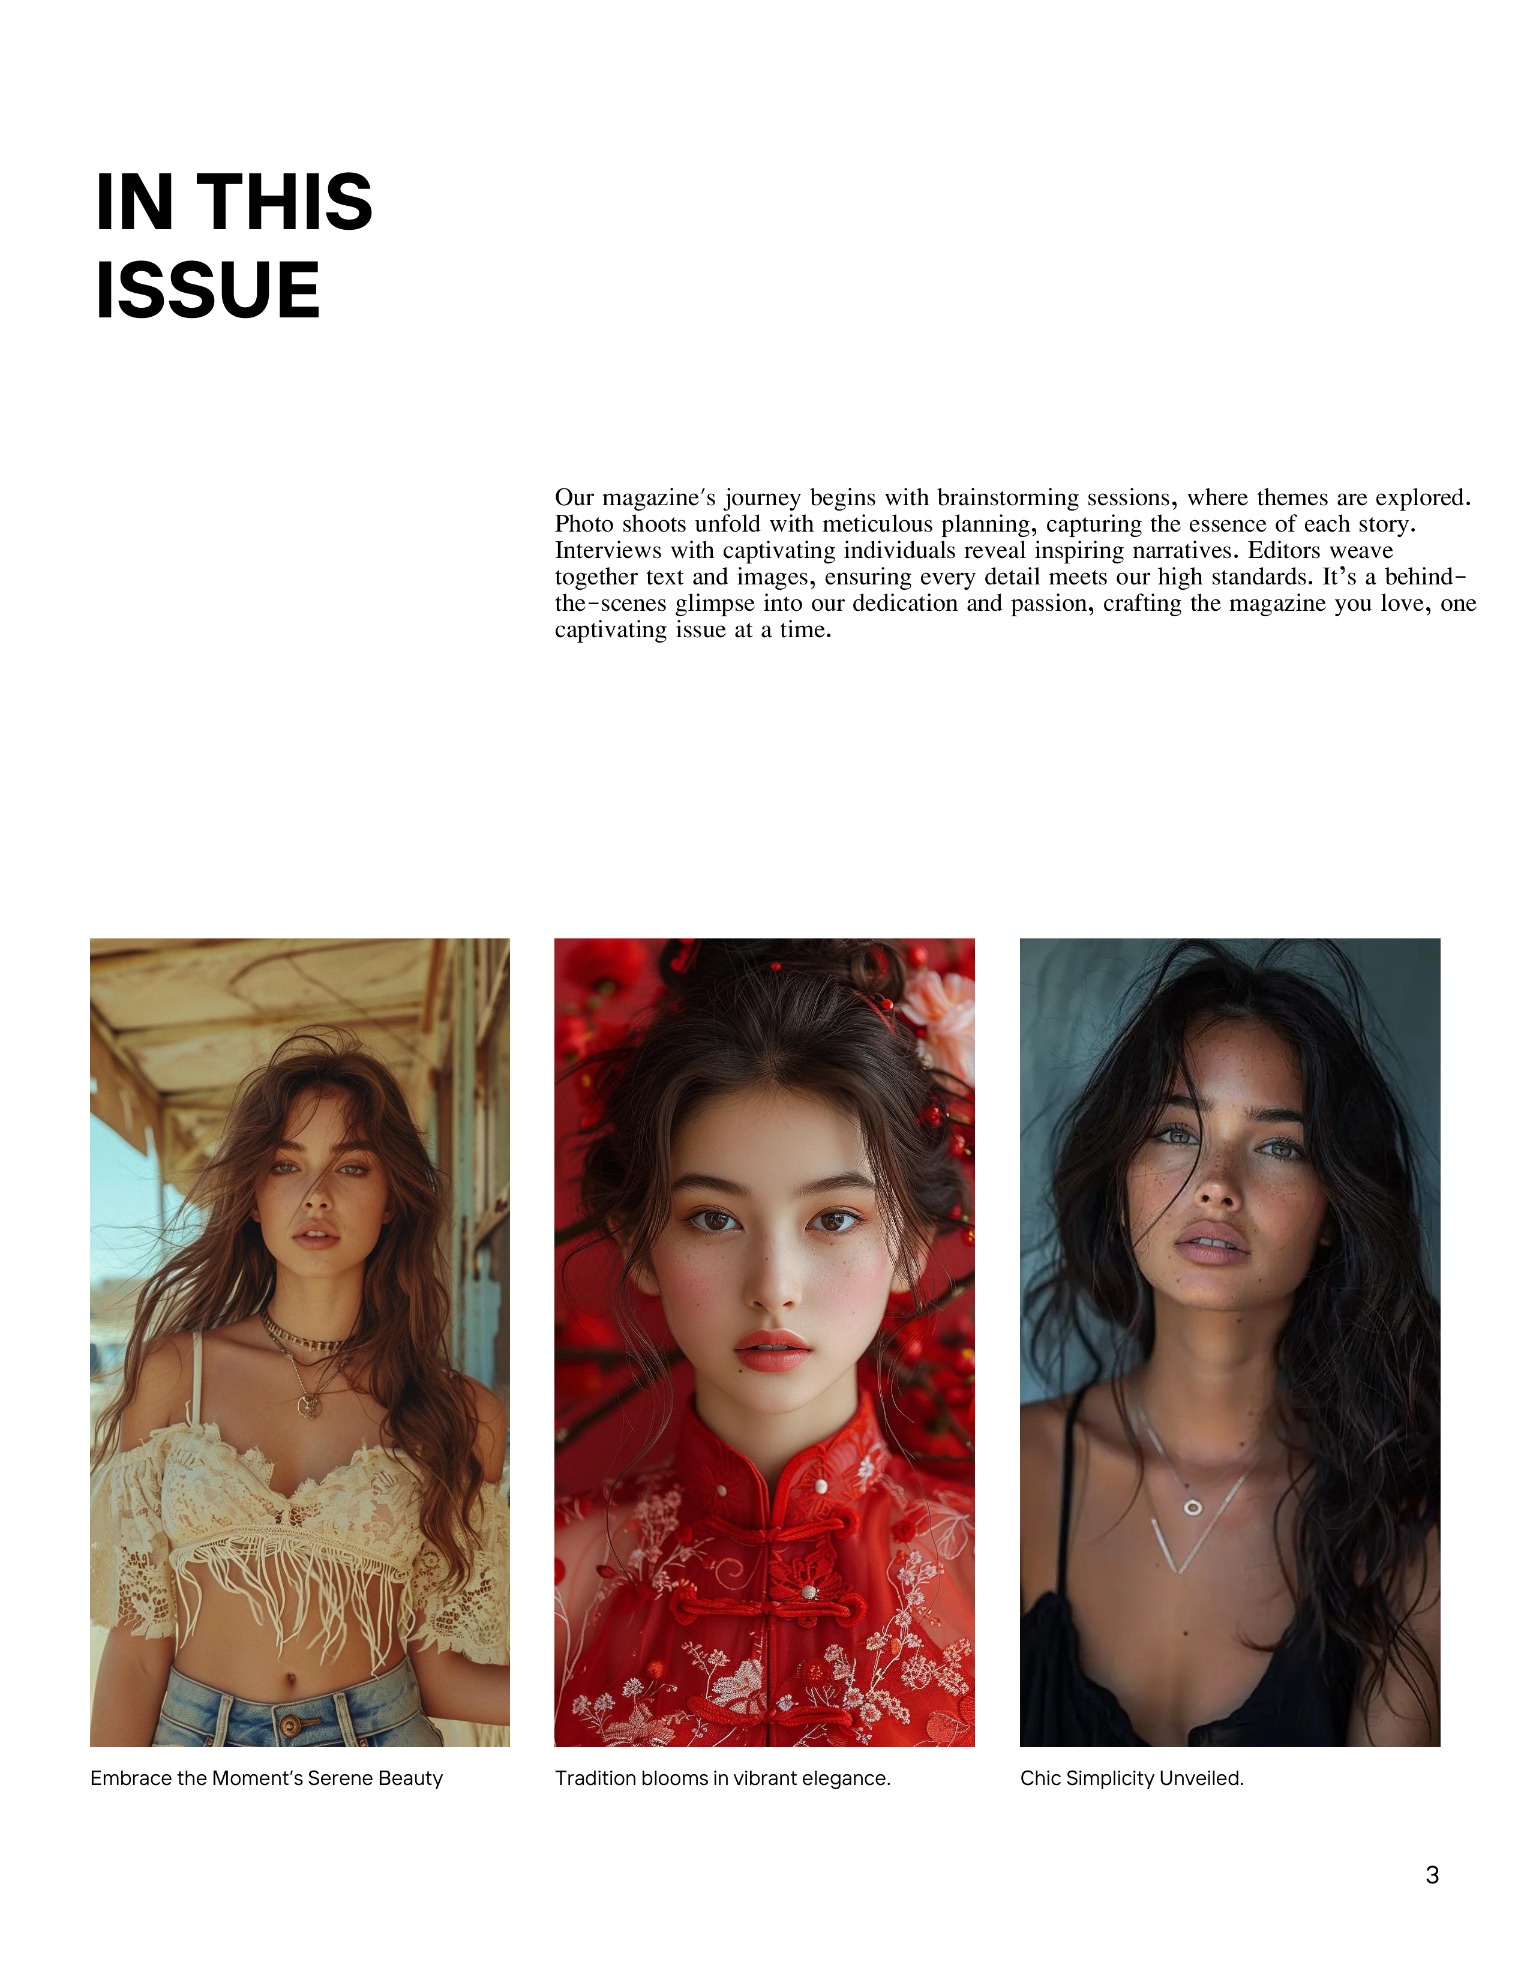 IN THIS
ISSUE
Our magazine's journey begins with brainstorming sessions, where themes are explored.
Photo shoots unfold with meticulous planning, capturing the essence of each story.
Interviews with captivating individuals reveal inspiring narratives. Editors weave
together text and images, ensuring every detail meets our high standards. It's a behind-
the-scenes glimpse into our dedication and passion, crafting the magazine you love, one
captivating issue at a time.
Embrace the Moment's Serene Beauty
Tradition blooms in vibrant elegance.
Chic Simplicity Unveiled.
3